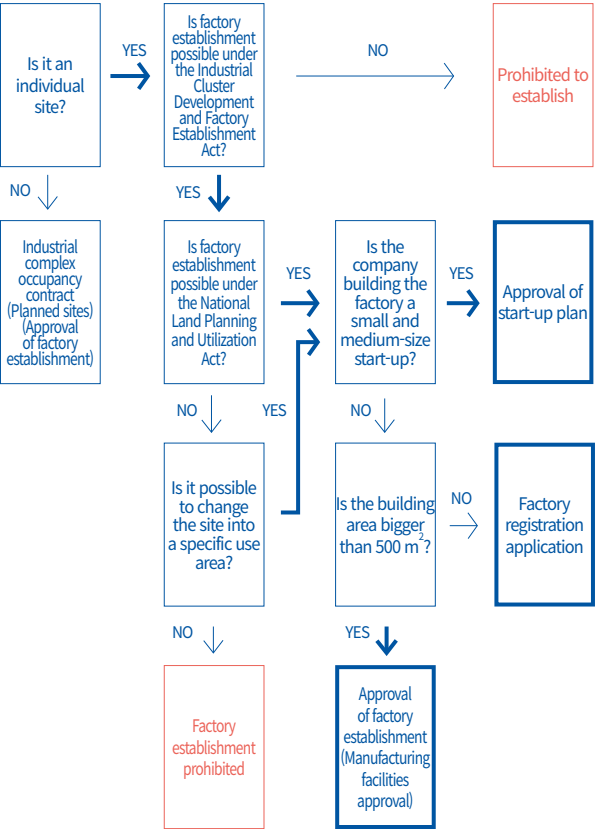 Is it an
individual
site?
YES
Is factory
establishment
possible under
the Industrial
Cluster
Development
and Factory
Establishment
Act?
NO
Prohibited to
establish
NO
YES
Industrial
complex
occupancy
contract
(Planned sites)
(Approval
of factory
establishment)
Is factory
establishment
possible under
the National
Land Planning
and Utilization
Act?
YES
Is the
company
building the
factory a
small and
medium-size
start-up?
YES
Approval of
start-up plan
NO
YES
NO
Is it possible
to change
the site into
a specific use
area?
Is the building
area bigger
than 500 m²?
NO
Factory
registration
application
NO
YES
Factory
establishment
prohibited
Approval
of factory
establishment
(Manufacturing
facilities
approval)